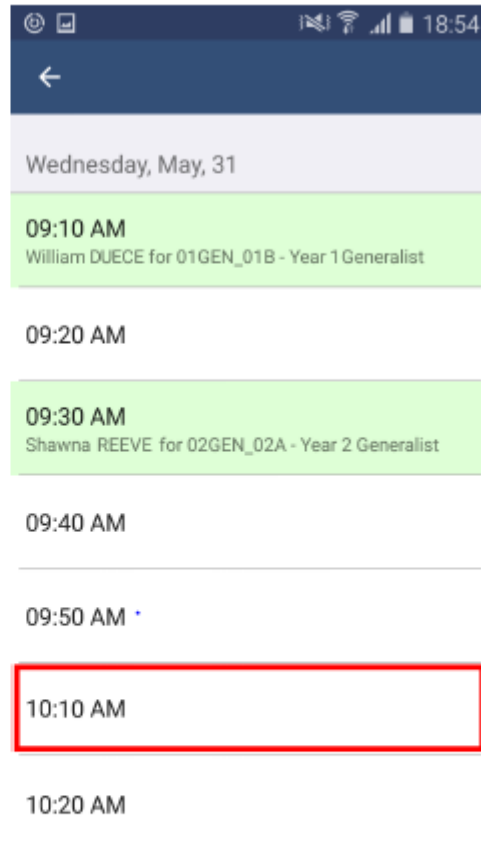 18:54
Wednesday, May, 31
09:10 AM
William DUECE for 01GEN_01B - Year 1 Generalist
09:20 AM
09:30 AM
Shawna REEVE for 02GEN_02A - Year 2 Generalist
09:40 AM
09:50 AM
10:10 AM
10:20 AM